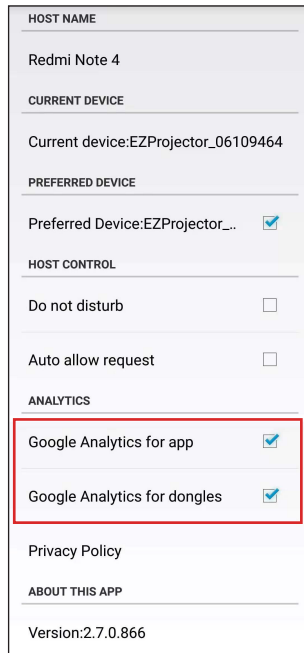 HOST NAME
Redmi Note 4
CURRENT DEVICE
Current device:EZProjector_06109464
PREFERRED DEVICE
Preferred Device:EZProjector_..
HOST CONTROL
Do not disturb
Auto allow request
ANALYTICS
Google Analytics for app
Google Analytics for dongles
Privacy Policy
ABOUT THIS APP
Version:2.7.0.866